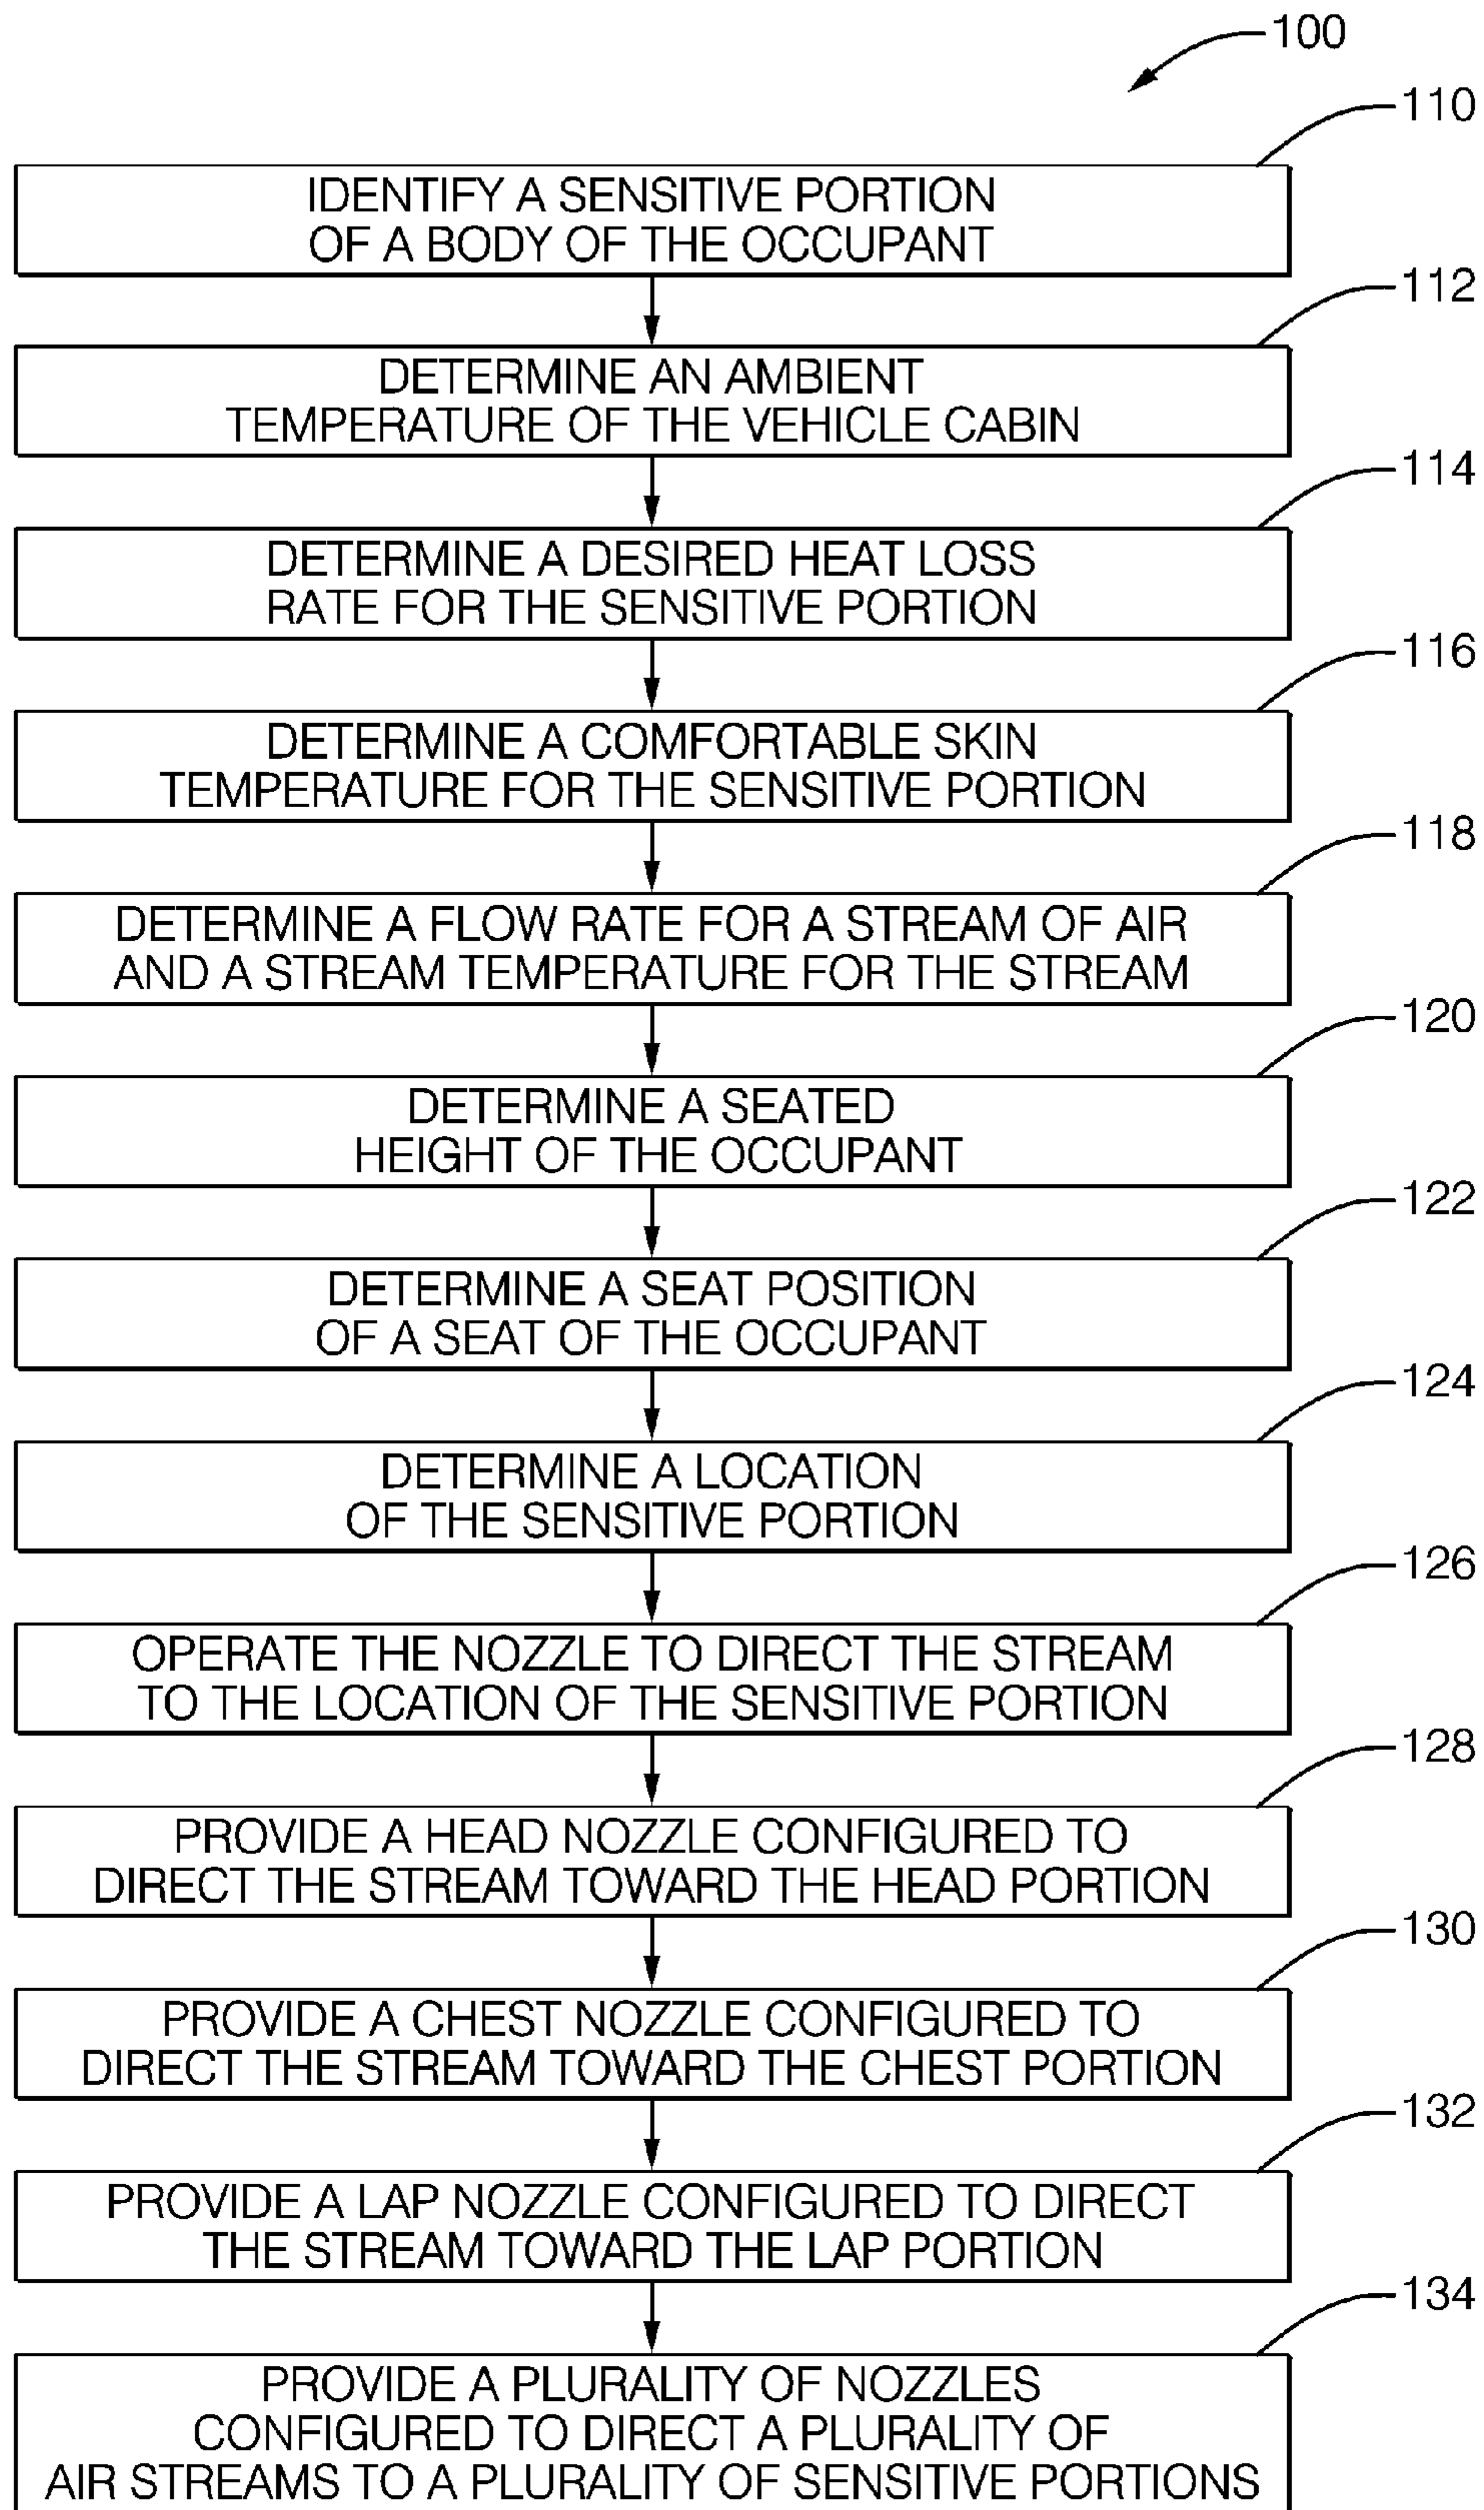 100
110
IDENTIFY A SENSITIVE PORTION
OF A BODY OF THE OCCUPANT
112
DETERMINE AN AMBIENT
TEMPERATURE OF THE VEHICLE CABIN
114
DETERMINE A DESIRED HEAT LOSS
RATE FOR THE SENSITIVE PORTION
116
DETERMINE A COMFORTABLE SKIN
TEMPERATURE FOR THE SENSITIVE PORTION
118
DETERMINE A FLOW RATE FOR A STREAM OF AIR
AND A STREAM TEMPERATURE FOR THE STREAM
120
DETERMINE A SEATED
HEIGHT OF THE OCCUPANT
122
DETERMINE A SEAT POSITION
OF A SEAT OF THE OCCUPANT
124
DETERMINE A LOCATION
OF THE SENSITIVE PORTION
126
OPERATE THE NOZZLE TO DIRECT THE STREAM
TO THE LOCATION OF THE SENSITIVE PORTION
128
PROVIDE A HEAD NOZZLE CONFIGURED TO
DIRECT THE STREAM TOWARD THE HEAD PORTION
130
PROVIDE A CHEST NOZZLE CONFIGURED TO
DIRECT THE STREAM TOWARD THE CHEST PORTION
132
PROVIDE A LAP NOZZLE CONFIGURED TO DIRECT
THE STREAM TOWARD THE LAP PORTION
134
PROVIDE A PLURALITY OF NOZZLES
CONFIGURED TO DIRECT A PLURALITY OF
AIR STREAMS TO A PLURALITY OF SENSITIVE PORTIONS